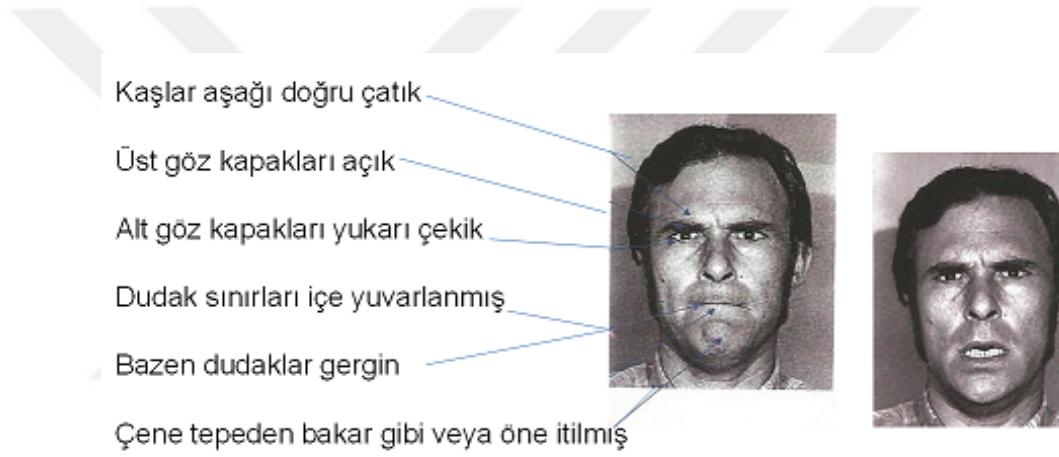 Kaşlar aşağı doğru çatık
Üst göz kapakları açık
Alt göz kapakları yukarı çekik
Dudak sınırları içe yuvarlanmış
Bazen dudaklar gergin
Çene tepeden bakar gibi veya öne itilmiş